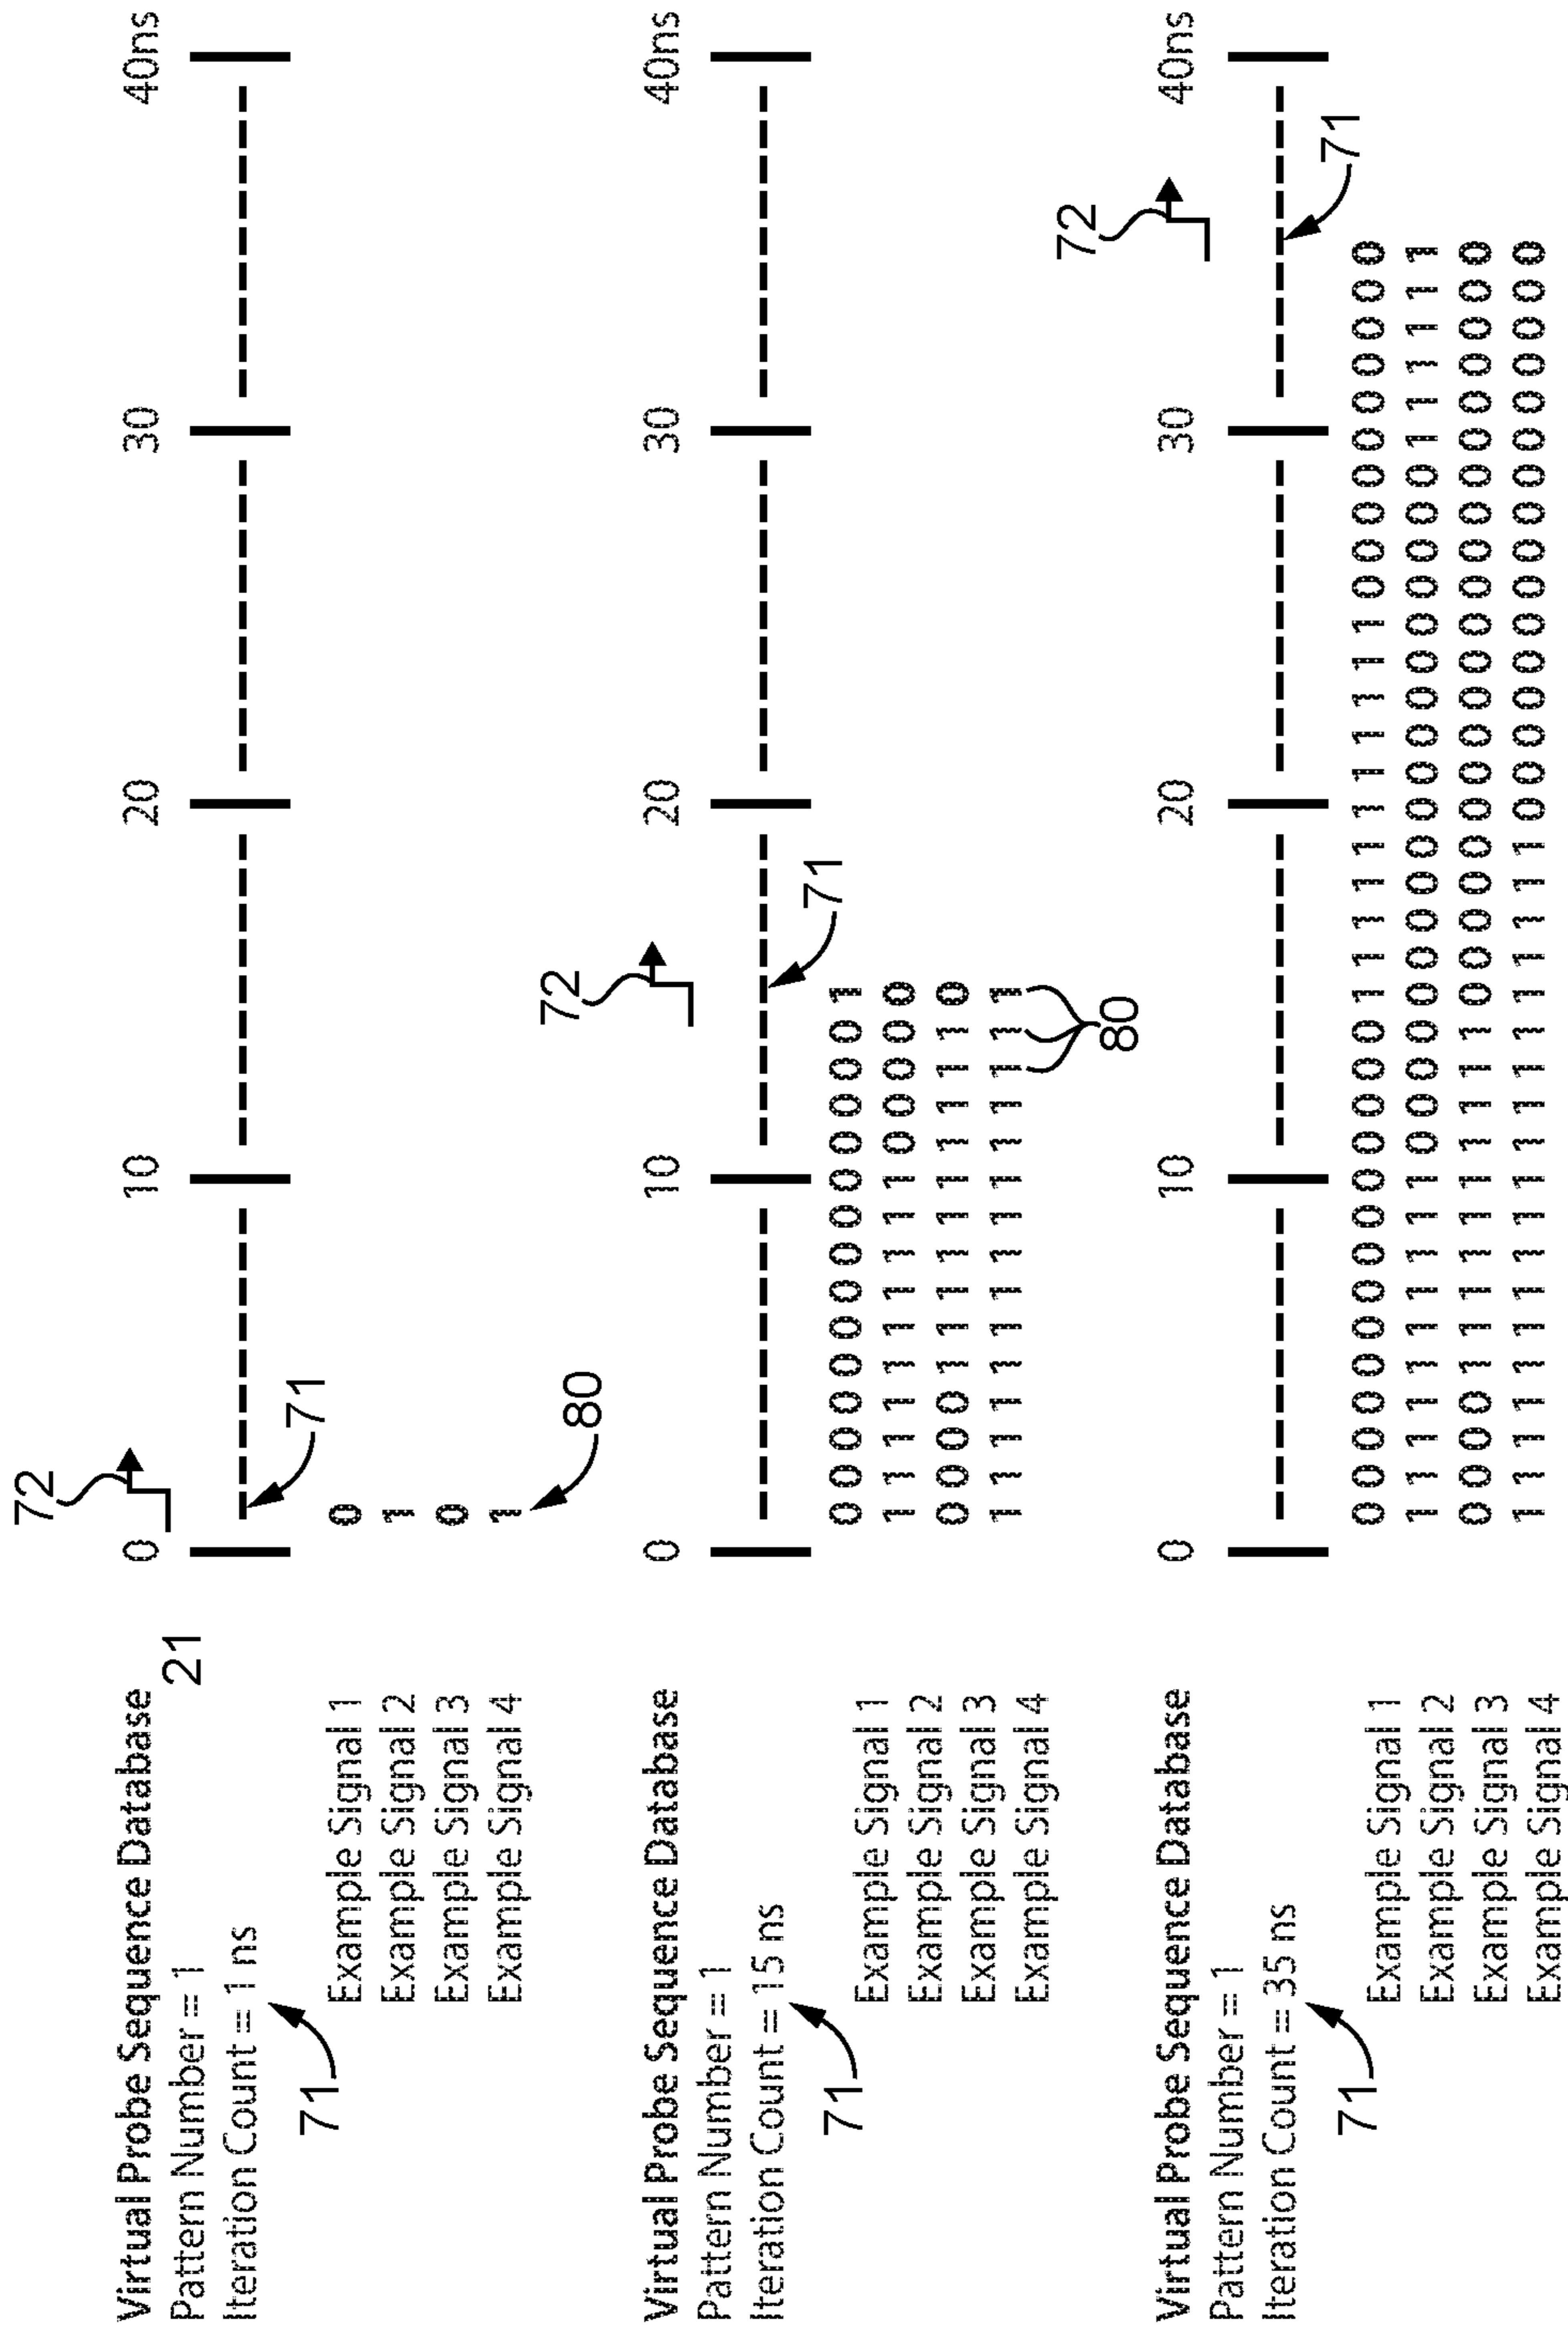 Virtual Probe Sequence Database
21
Pattern Number = 1
Iteration Count = 1 ns
71
72
0 10 20 30 40ns
71
Example Signal 1 0
Example Signal 2 1
Example Signal 3 0
Example Signal 4 1
80
Virtual Probe Sequence Database
Pattern Number = 1
Iteration Count = 15 ns
71
72
0 10 20 30 40ns
71
Example Signal 1 0 0 0 0 0 0 0 0 0 0 0 0 0 0 1
Example Signal 2 1 1 1 1 1 1 1 1 1 1 0 0 0 0 0
Example Signal 3 0 0 0 0 1 1 1 1 1 1 1 1 1 1 0
Example Signal 4 1 1 1 1 1 1 1 1 1 1 1 1 1 1 1
80
Virtual Probe Sequence Database
Pattern Number = 1
Iteration Count = 35 ns
71
72
0 10 20 30 40ns
71
Example Signal 1 0 0 0 0 0 0 0 0 0 0 0 0 0 0 1 1 1 1 1 1 1 1 1 1 1 0 0 0 0 0 0 0 0 0 0
Example Signal 2 1 1 1 1 1 1 1 1 1 1 0 0 0 0 0 0 0 0 0 0 0 0 0 0 0 0 0 0 0 1 1 1 1 1 1
Example Signal 3 0 0 0 1 1 1 1 1 1 1 1 1 1 1 0 0 0 0 0 0 0 0 0 0 0 0 0 0 0 0 0 0 0 0 0
Example Signal 4 1 1 1 1 1 1 1 1 1 1 1 1 1 1 1 1 1 1 1 0 0 0 0 0 0 0 0 0 0 0 0 0 0 0 0